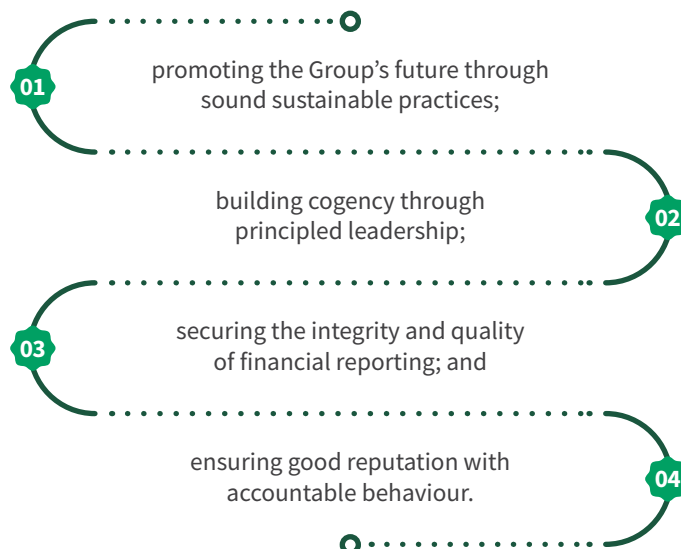 01
promoting the Group’s future through
sound sustainable practices;
building cogency through
principled leadership;
02
03
securing the integrity and quality
of financial reporting; and
ensuring good reputation with
accountable behaviour.
04